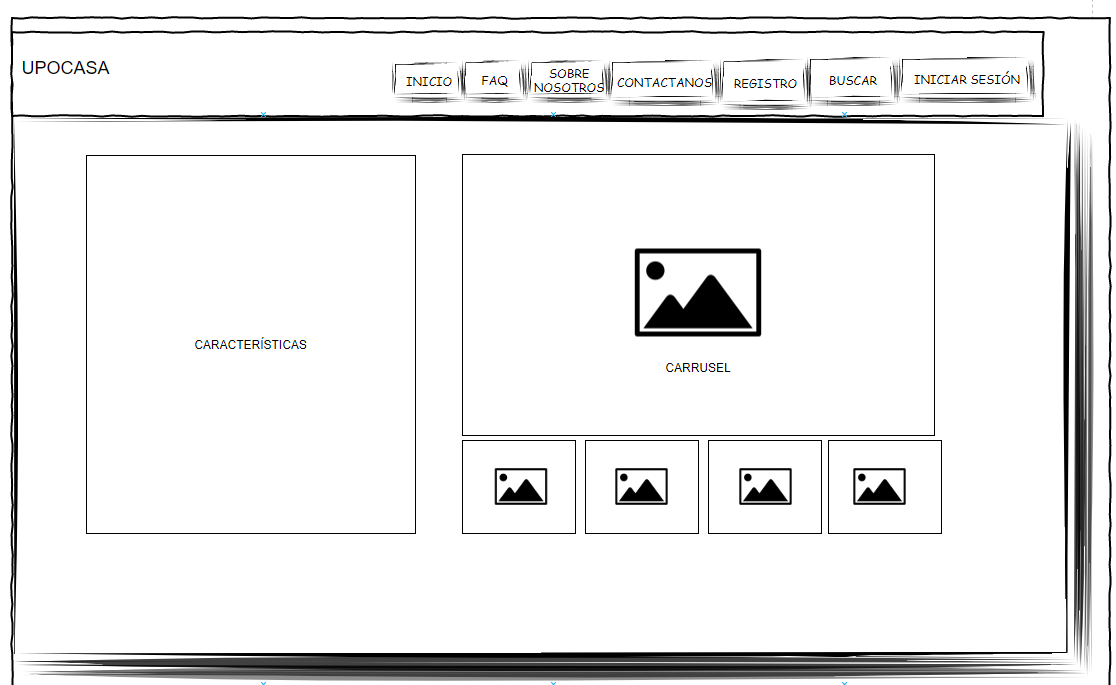 UPOCASA
INICIO
FAQ
SOBRE
NOSOTROS
CONTACTANOS
REGISTRO
BUSCAR
INICIAR SESIÓN
CARACTERÍSTICAS
CARRUSEL